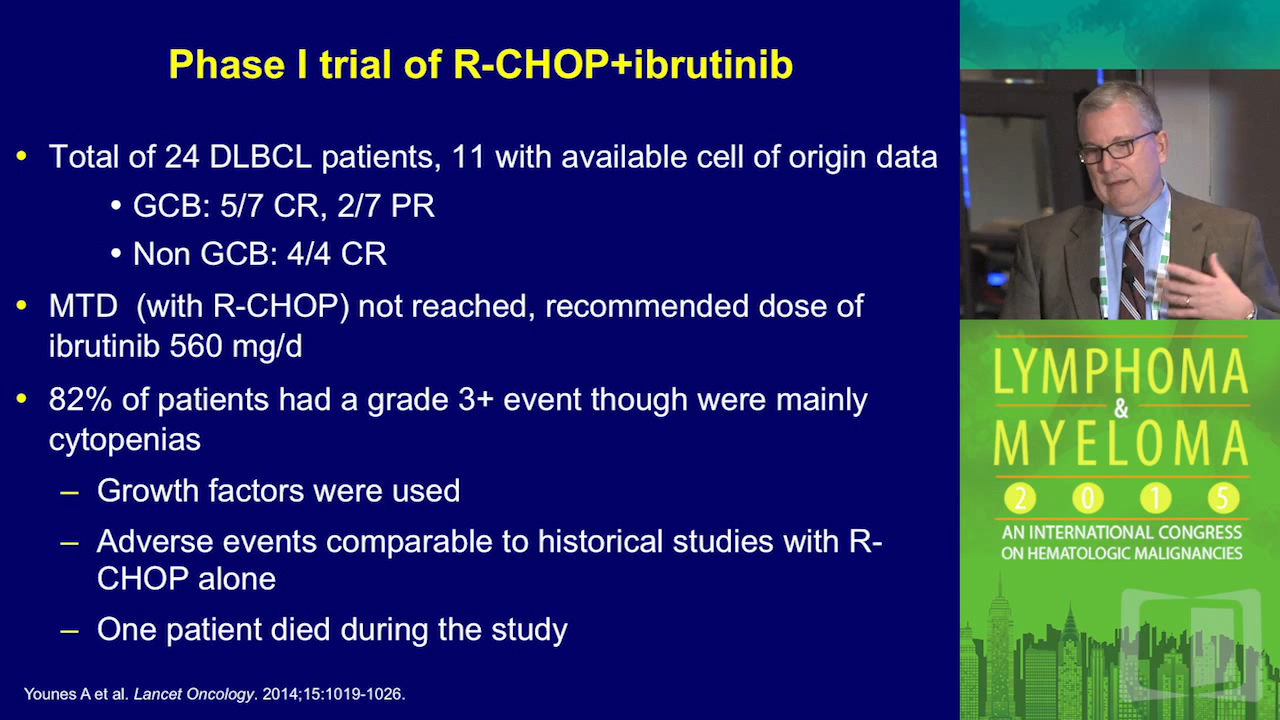 Phase I trial of R-CHOP+ibrutinib
• Total of 24 DLBCL patients, 11 with available cell of origin data
• GCB: 5/7 CR, 2/7 PR
• Non GCB: 4/4 CR
• MTD (with R-CHOP) not reached, recommended dose of
ibrutinib 560 mg/d
• 82% of patients had a grade 3+ event though were mainly
cytopenias
– Growth factors were used
– Adverse events comparable to historical studies with R-
CHOP alone
– One patient died during the study
Younes A et al. Lancet Oncology. 2014;15:1019-1026.
LYMPHOMA
&
MYELOMA
2015
AN INTERNATIONAL CONGRESS
ON HEMATOLOGIC MALIGNANCIES